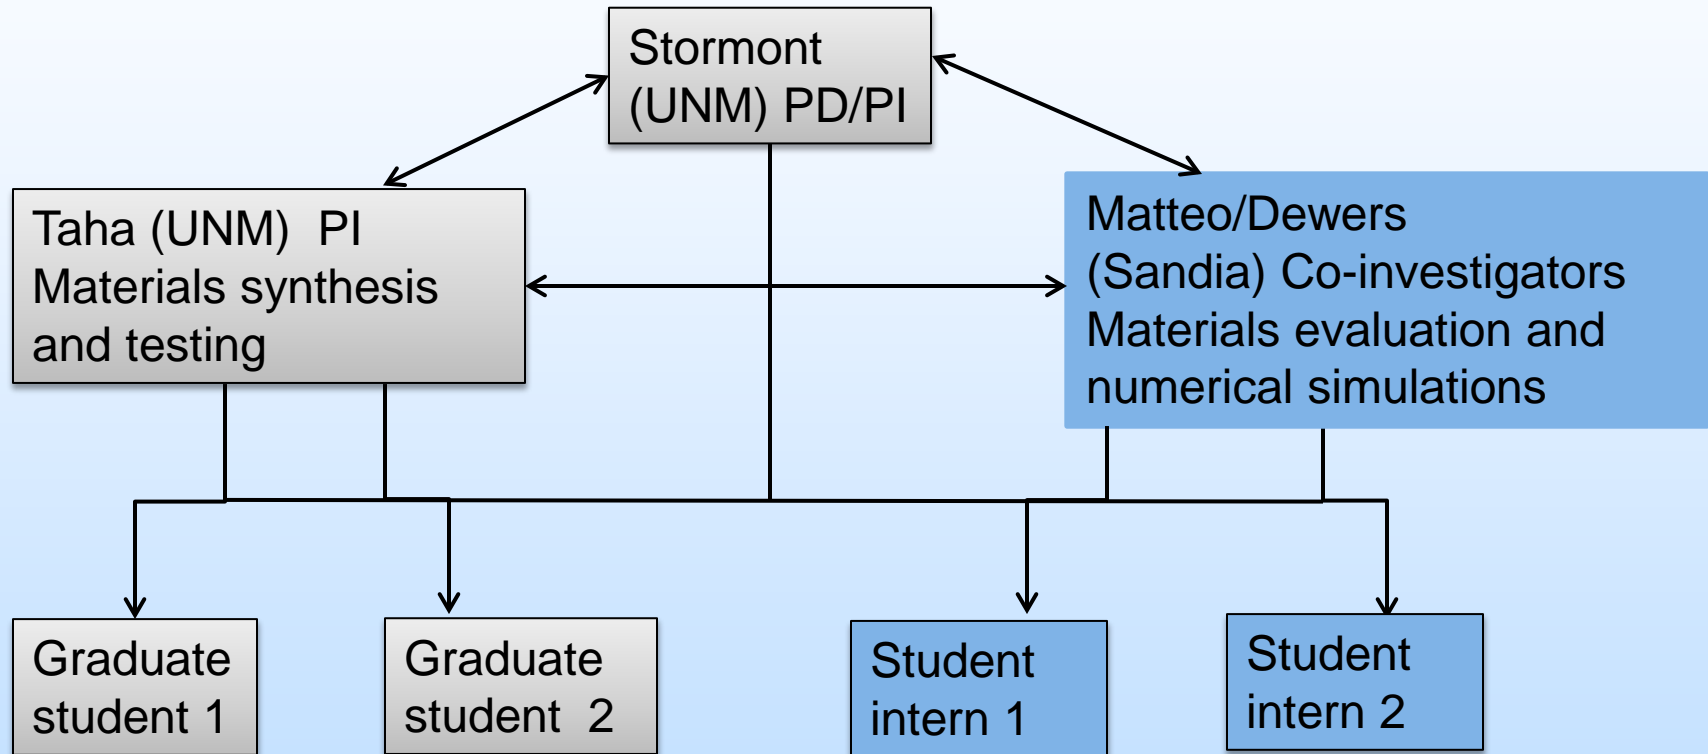 Stormont
(UNM) PD/PI
Taha (UNM) PI
Materials synthesis
and testing
Matteo/Dewers
(Sandia) Co-investigators
Materials evaluation and
numerical simulations
Graduate
student 1
Graduate
student 2
Student
intern 1
Student
intern 2